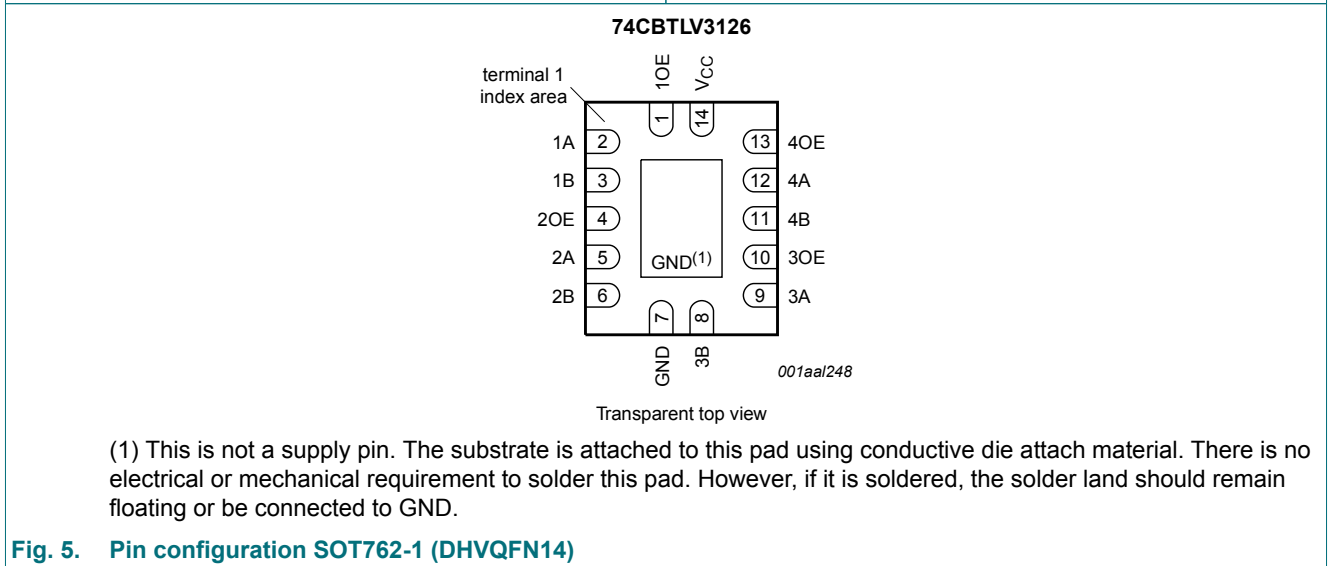 74CBTLV3126
terminal 1
index area
1OE
VCC
1
14
1A 2
13 4OE
1B 3
12 4A
2OE 4
11 4B
2A 5
GND(1)
10 3OE
2B 6
9 3A
7
8
GND
3B
001aal248
Transparent top view
(1) This is not a supply pin. The substrate is attached to this pad using conductive die attach material. There is no
electrical or mechanical requirement to solder this pad. However, if it is soldered, the solder land should remain
floating or be connected to GND.
Fig. 5. Pin configuration SOT762-1 (DHVQFN14)